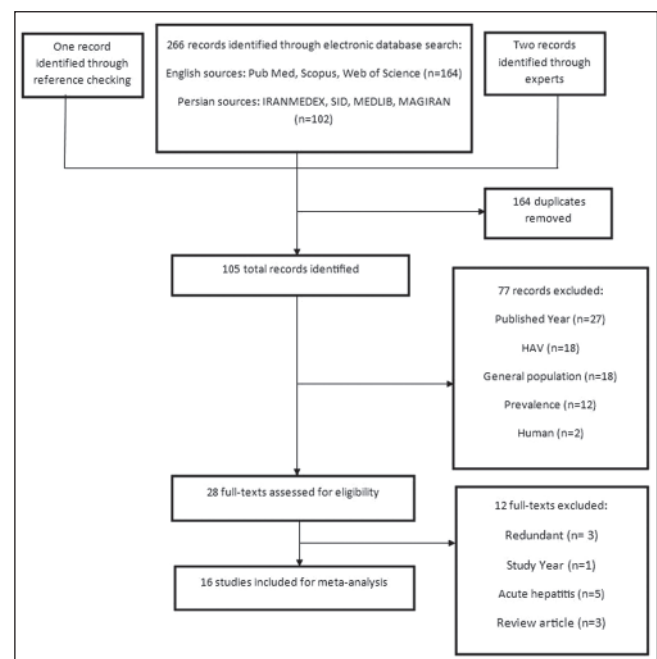 One record
identified through
reference checking
266 records identified through electronic database search:
English sources: Pub Med, Scopus, Web of Science (n=164)
Persian sources: IRANMEDEX, SID, MEDLIB, MAGIRAN
(n=102)
Two records
identified through
experts
164 duplicates
removed
105 total records identified
77 records excluded:
Published Year (n=27)
HAV (n=18)
General population (n=18)
Prevalence (n=12)
Human (n=2)
28 full-texts assessed for eligibility
12 full-texts excluded:
Redundant (n= 3)
Study Year (n=1)
Acute hepatitis (n=5)
Review article (n=3)
16 studies included for meta-analysis